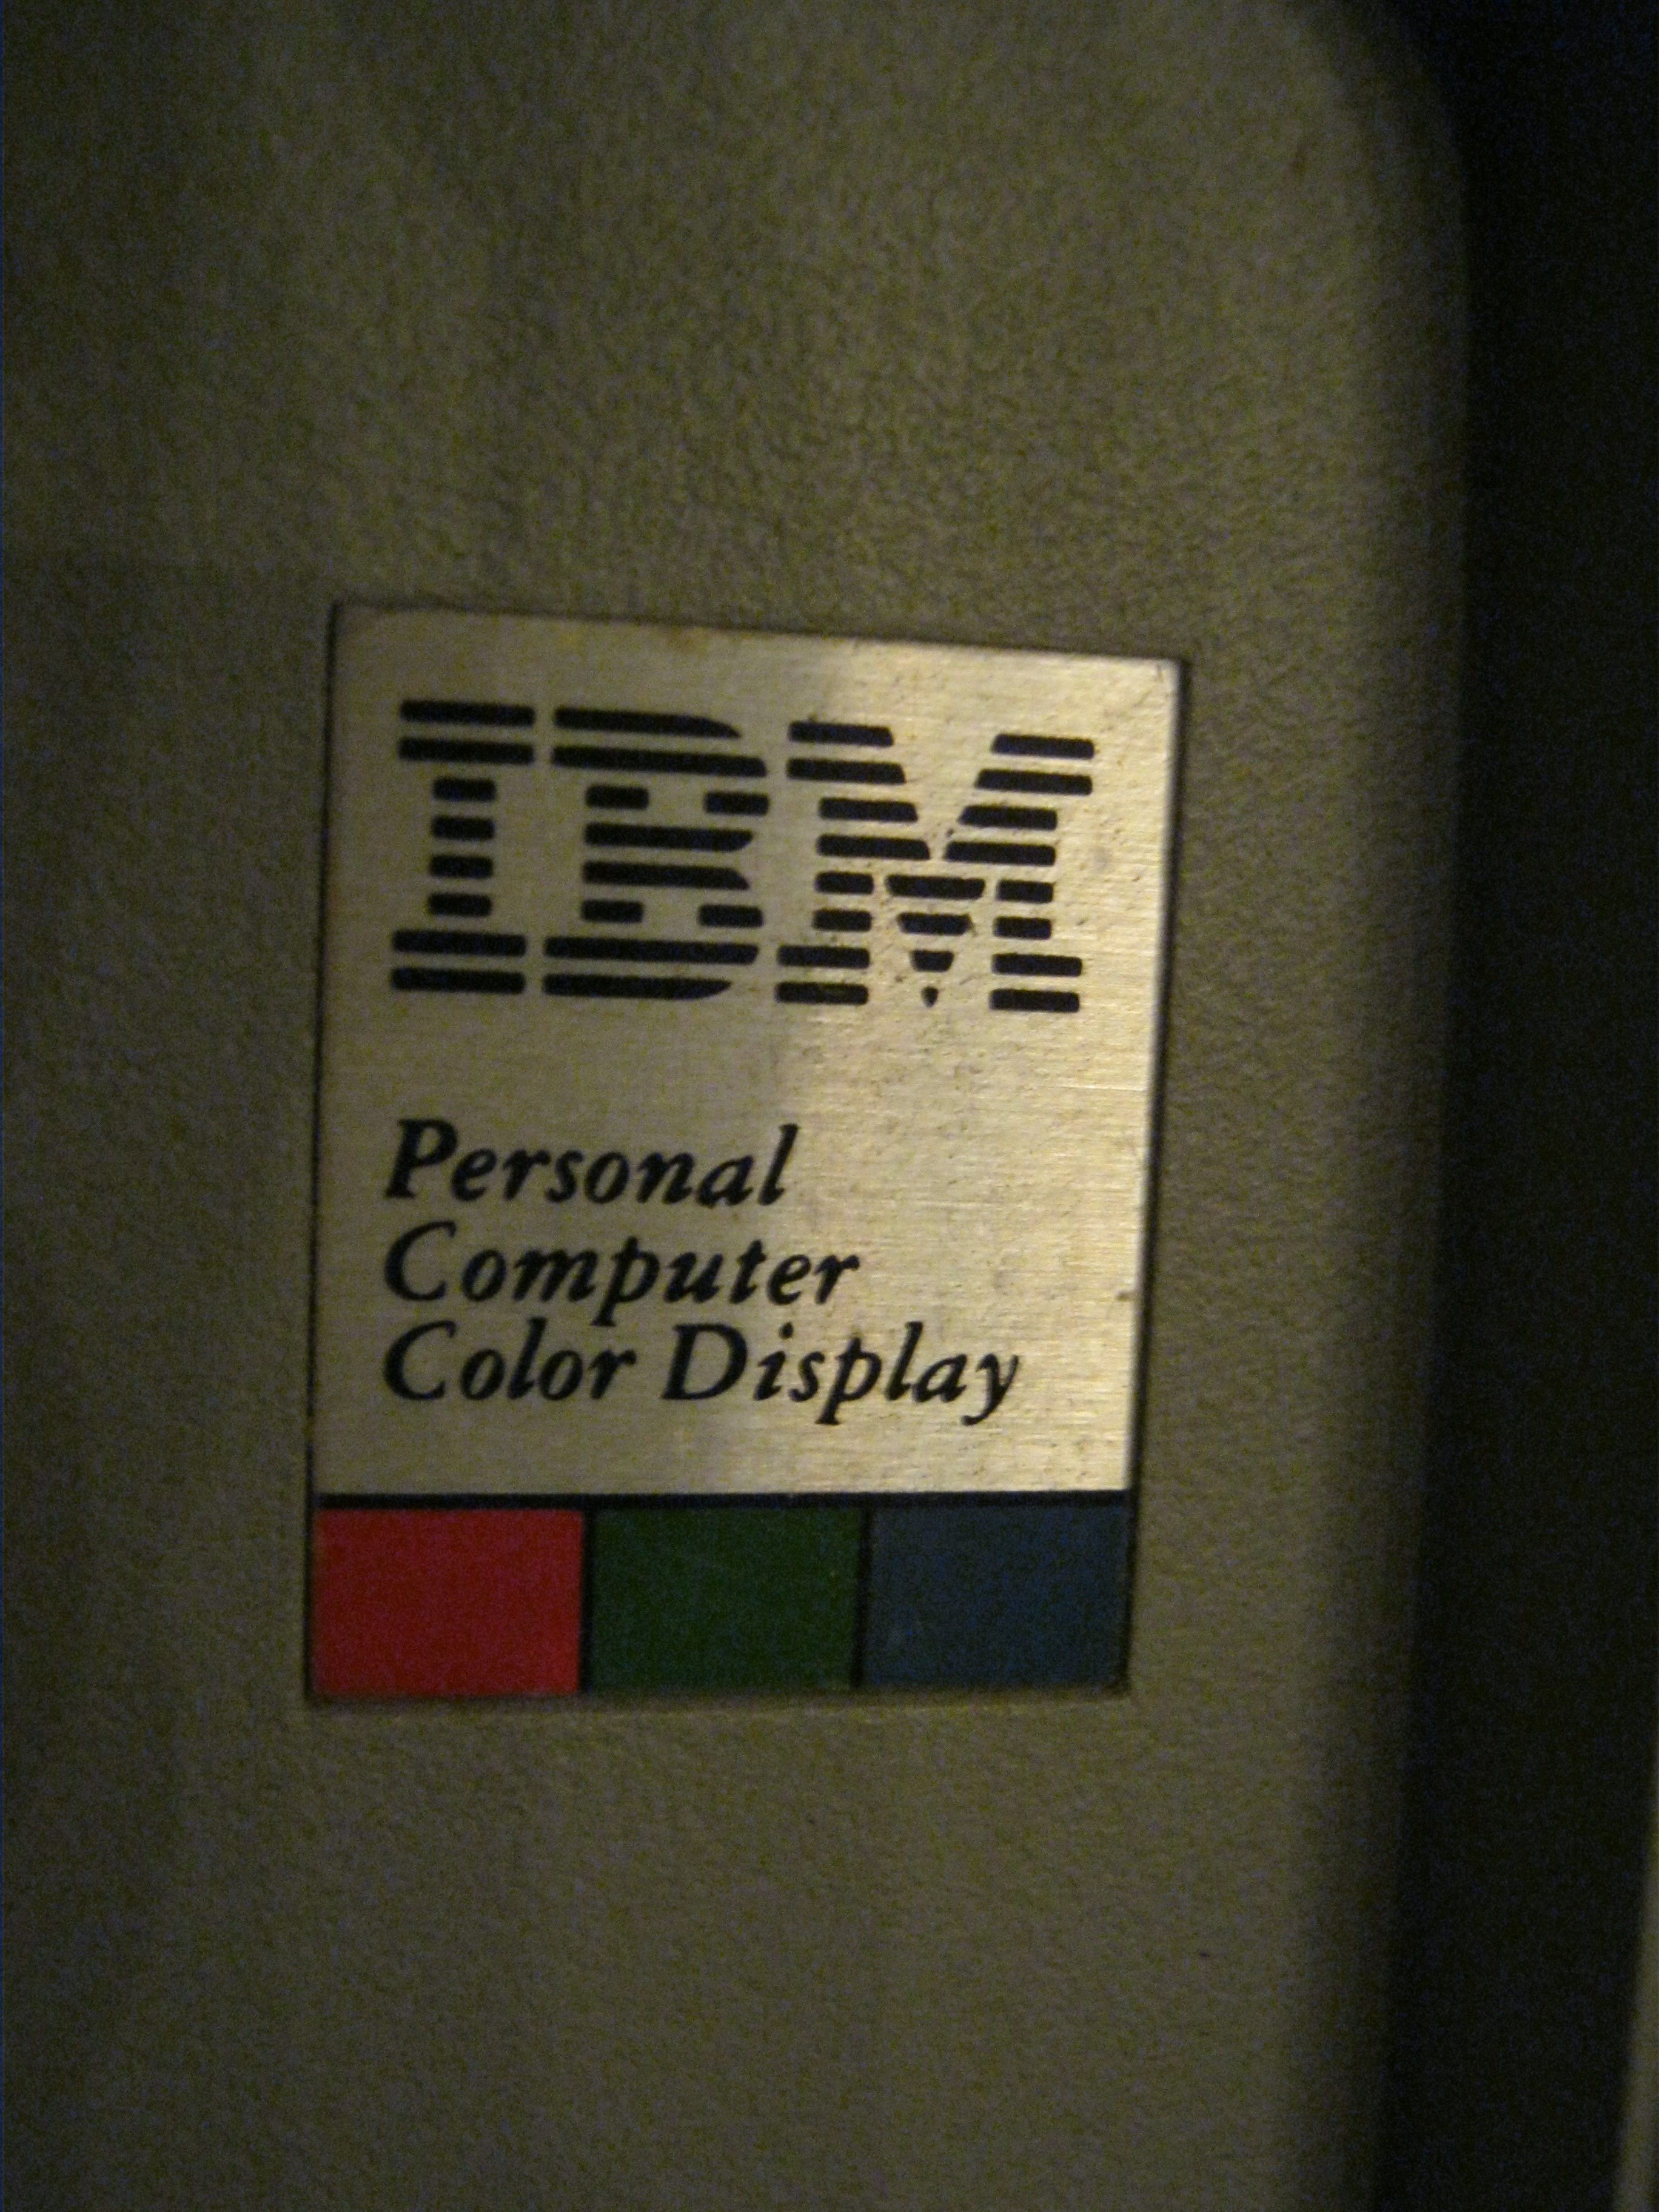 IBM
Personal
Computer
Color Display